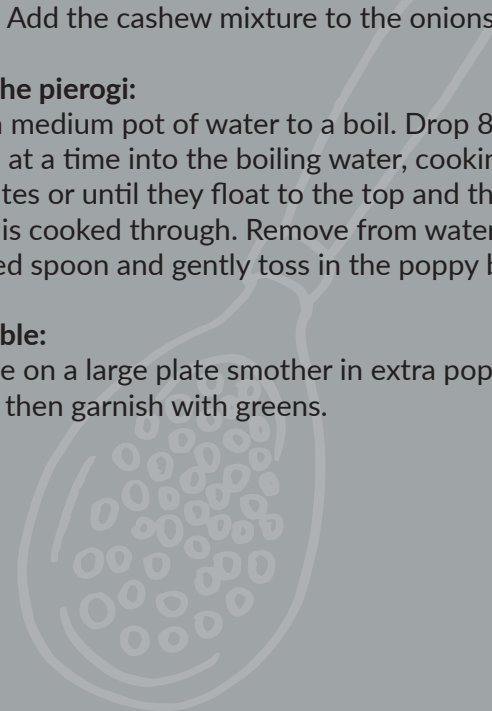 Add the cashew mixture to the onions
he pierogi:
medium pot of water to a boil. Drop 8
at a time into the boiling water, cookin
tes or until they float to the top and th
is cooked through. Remove from water
ed spoon and gently toss in the poppy b
ble:
e on a large plate smother in extra pop
then garnish with greens.